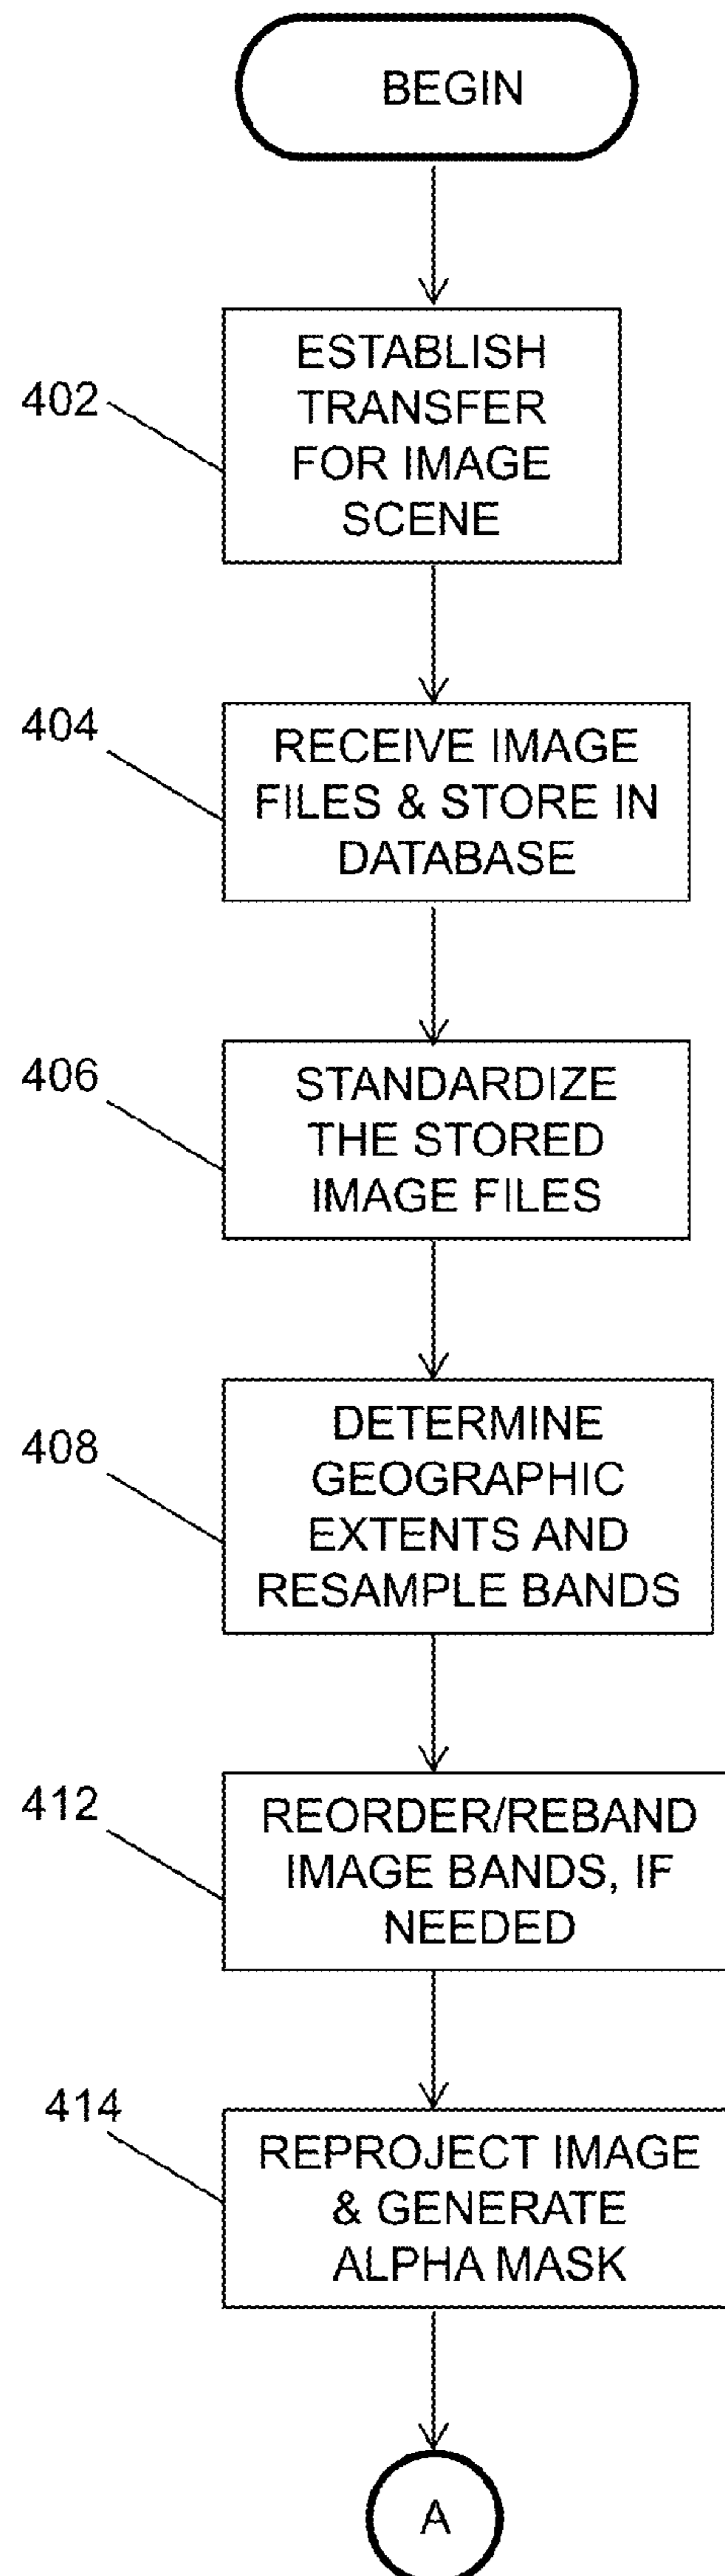 BEGIN
402
ESTABLISH
TRANSFER
FOR IMAGE
SCENE
404
RECEIVE IMAGE
FILES & STORE IN
DATABASE
406
STANDARDIZE
THE STORED
IMAGE FILES
408
DETERMINE
GEOGRAPHIC
EXTENTS AND
RESAMPLE BANDS
412
REORDER/REBAND
IMAGE BANDS, IF
NEEDED
414
REPROJECT IMAGE
& GENERATE
ALPHA MASK
A